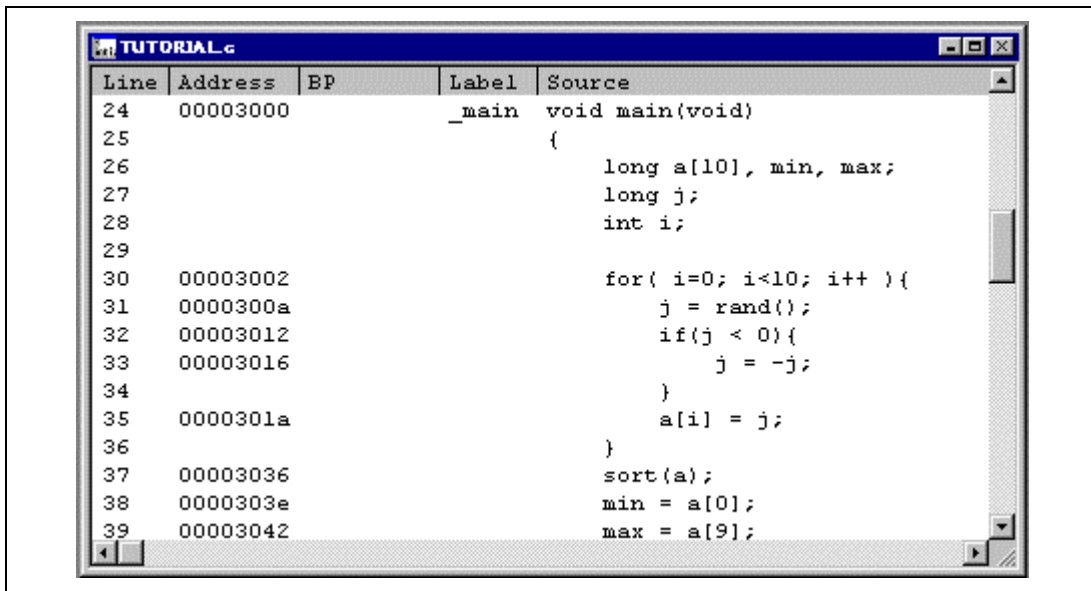 TUTORIAL.c
Line Address BP Label Source
24 00003000 _main void main(void)
25 {
26 long a[10], min, max;
27 long j;
28 int i;
29
30 00003002 for( i=0; i<10; i++ ){
31 0000300a j = rand();
32 00003012 if(j < 0){
33 00003016 j = -j;
34 }
35 0000301a a[i] = j;
36 }
37 00003036 sort(a);
38 0000303e min = a[0];
39 00003042 max = a[9];